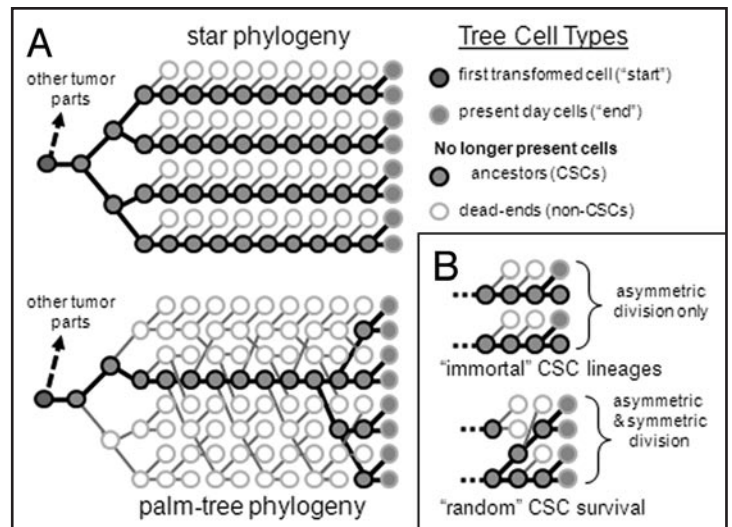 A
star phylogeny
other tumor
parts
other tumor
parts
palm-tree phylogeny
Tree Cell Types
first transformed cell ("start")
present day cells ("end")
No longer present cells
ancestors (CSCs)
dead-ends (non-CSCs)
B
asymmetric
division only
"immortal" CSC lineages
asymmetric
& symmetric
division
"random" CSC survival